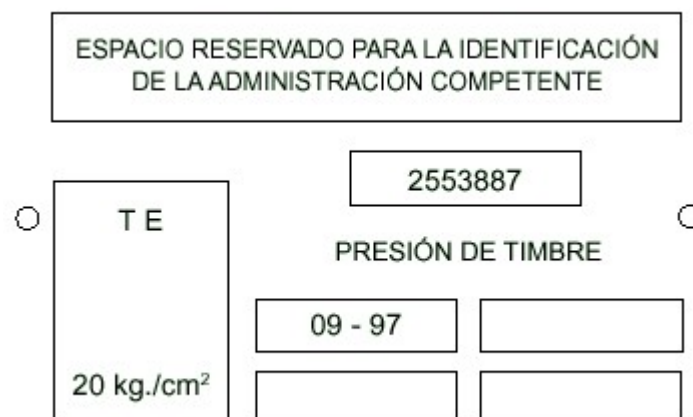 ESPACIO RESERVADO PARA LA IDENTIFICACIÓN
DE LA ADMINISTRACIÓN COMPETENTE
2553887
T E
PRESIÓN DE TIMBRE
09 - 97
20 kg./cm²